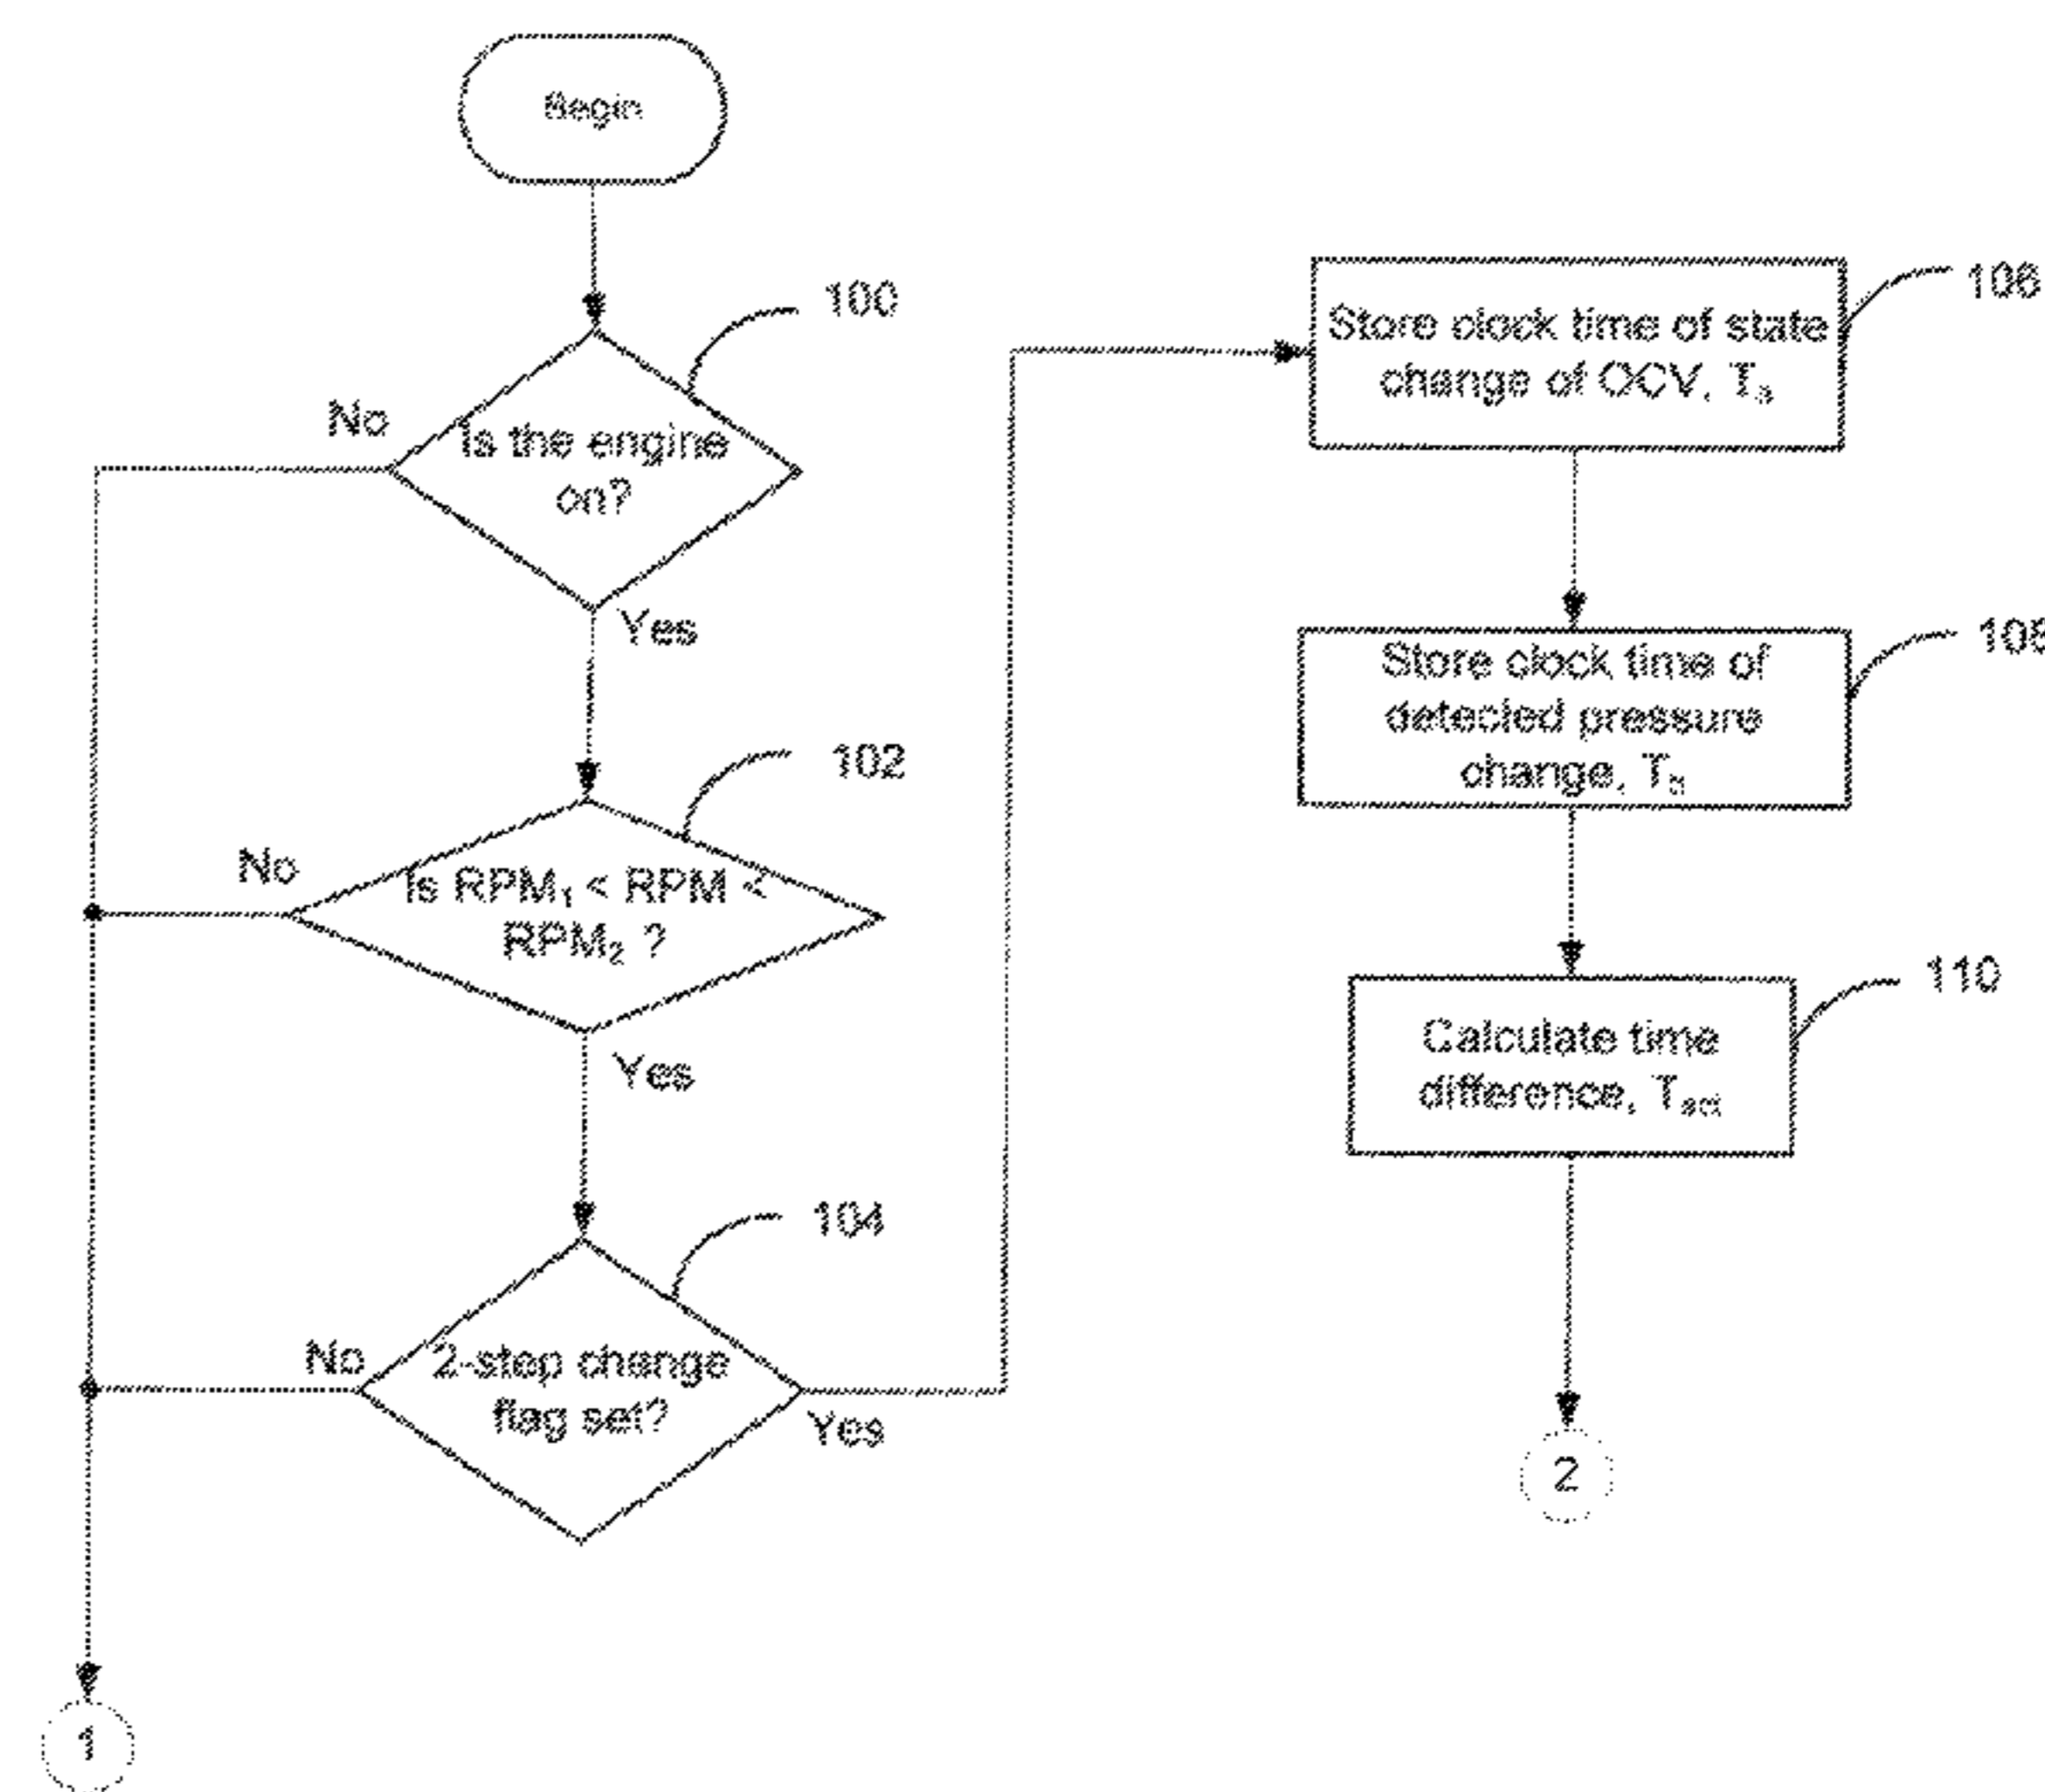 Begin
100
No
Is the engine
on?
Yes
102
No
Is RPM₁ < RPM <
RPM₂ ?
Yes
104
No
2-step change
flag set?
Yes
1
106
Store clock time of state
change of OCV, Tₐ
108
Store clock time of
detected pressure
change,
110
Calculate time
difference, Tact
2